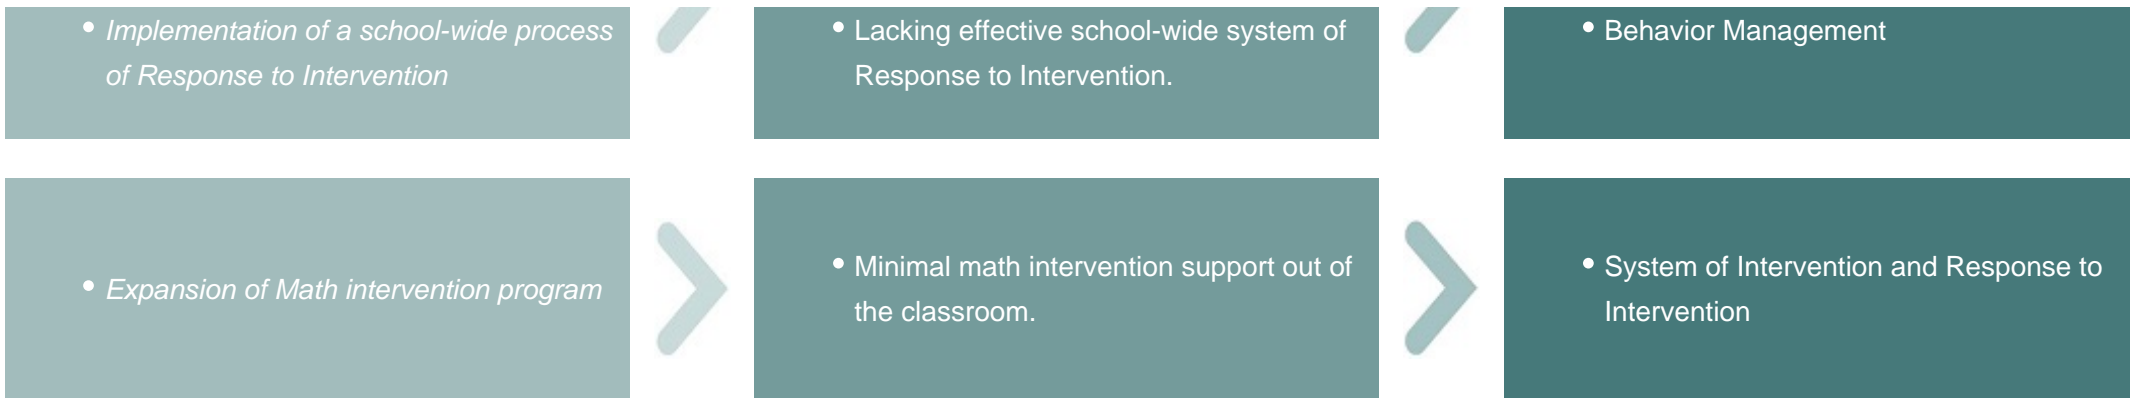 • Implementation of a school-wide process
of Response to Intervention
• Lacking effective school-wide system of
Response to Intervention.
• Behavior Management
• Expansion of Math intervention program
• Minimal math intervention support out of
the classroom.
• System of Intervention and Response to
Intervention